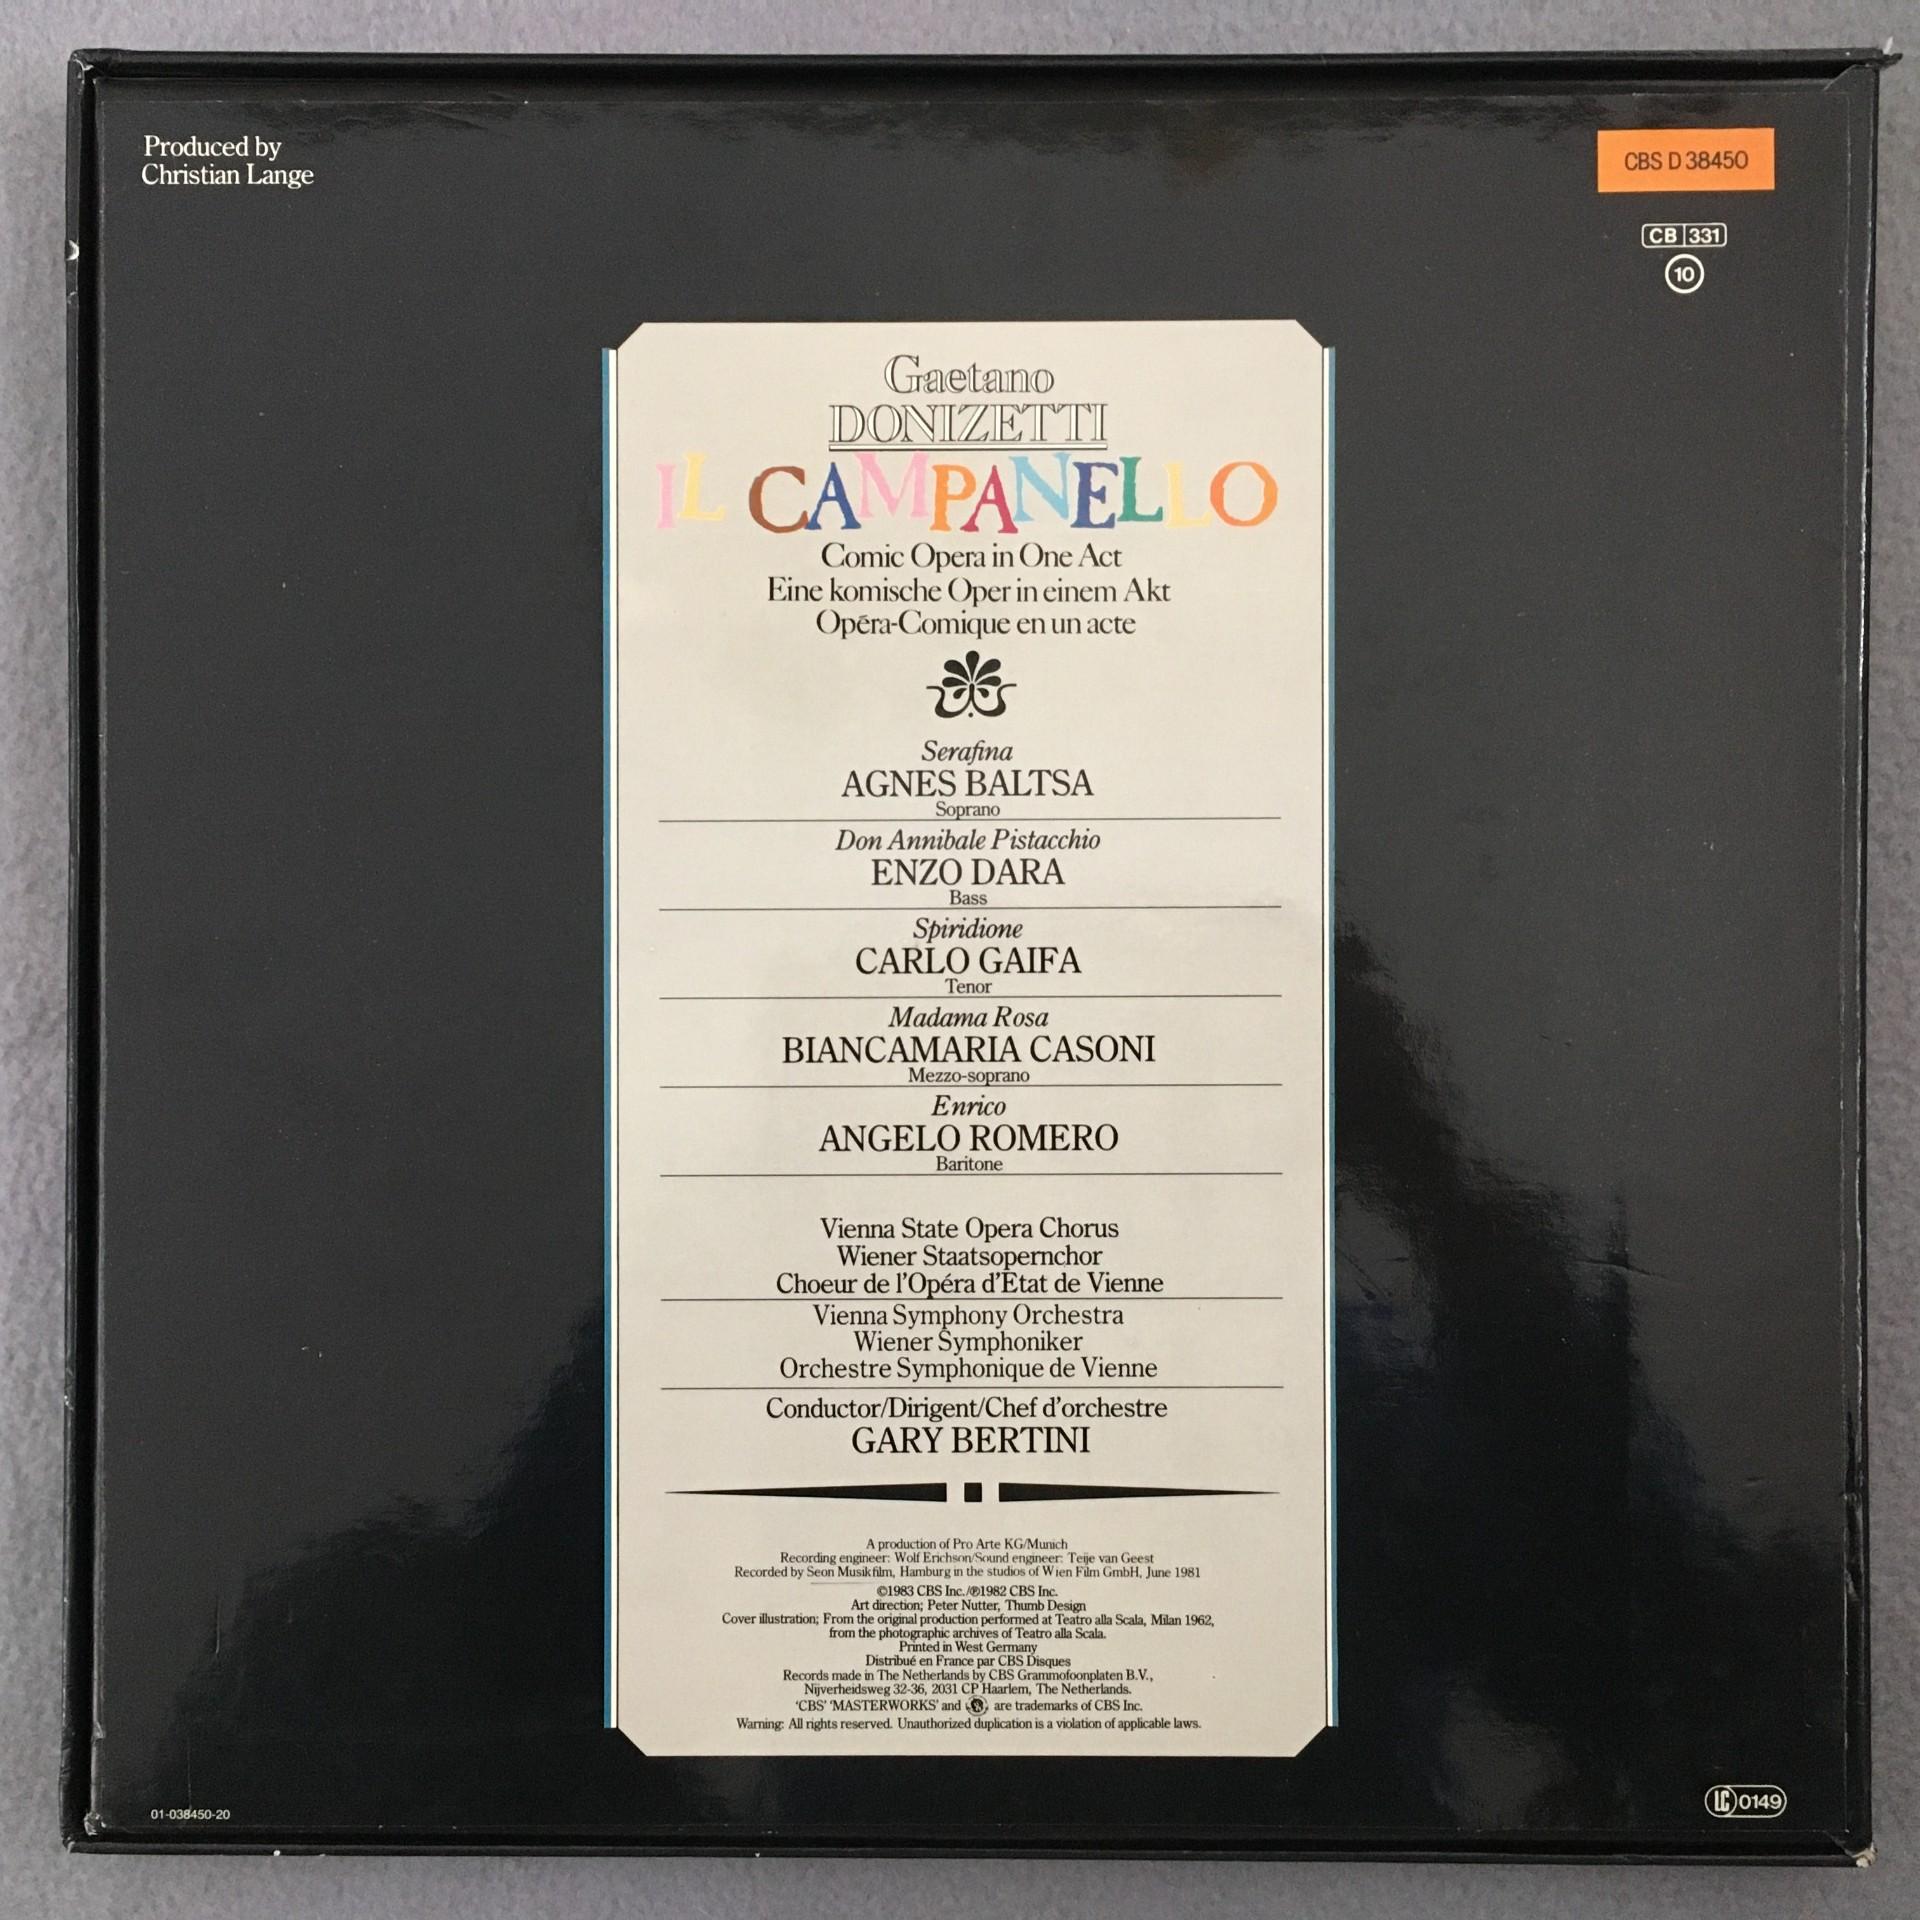 Produced by
Christian Lange
CBS D 38450
CB 331
10
Gaetano
DONIZETTI
IL CAMPANELLO
Comic Opera in One Act
Eine komische Oper in einem Akt
Opéra-Comique en un acte
Serafina
AGNES BALTSA
Soprano
Don Annibale Pistacchio
ENZO DARA
Bass
Spiridione
CARLO GAIFA
Tenor
Madama Rosa
BIANCAMARIA CASONI
Mezzo-soprano
Enrico
ANGELO ROMERO
Baritone
Vienna State Opera Chorus
Wiener Staatsopernchor
Choeur de l'Opéra d'Etat de Vienne
Vienna Symphony Orchestra
Wiener Symphoniker
Orchestre Symphonique de Vienne
Conductor/Dirigent/Chef d'orchestre
GARY BERTINI
A production of Pro Arte KG/Munich
Recording engineer: Wolf Erichson/Sound engineer: Teije van Geest
Recorded by Seon Musikfilm, Hamburg in the studios of Wien Film GmbH, June 1981
©1983 CBS Inc./℗1982 CBS Inc.
Art direction; Peter Nutter, Thumb Design
Cover illustration; From the original production performed at Teatro alla Scala, Milan 1962,
from the photographic archives of Teatro alla Scala.
Printed in West Germany
Distribué en France par CBS Disques
Records made in The Netherlands by CBS Grammofoonplaten B.V.,
Nijverheidsweg 32-36, 2031 CP Haarlem, The Netherlands.
'CBS' 'MASTERWORKS' and are trademarks of CBS Inc.
Warning: All rights reserved. Unauthorized duplication is a violation of applicable laws.
01-038450-20
LC 0149